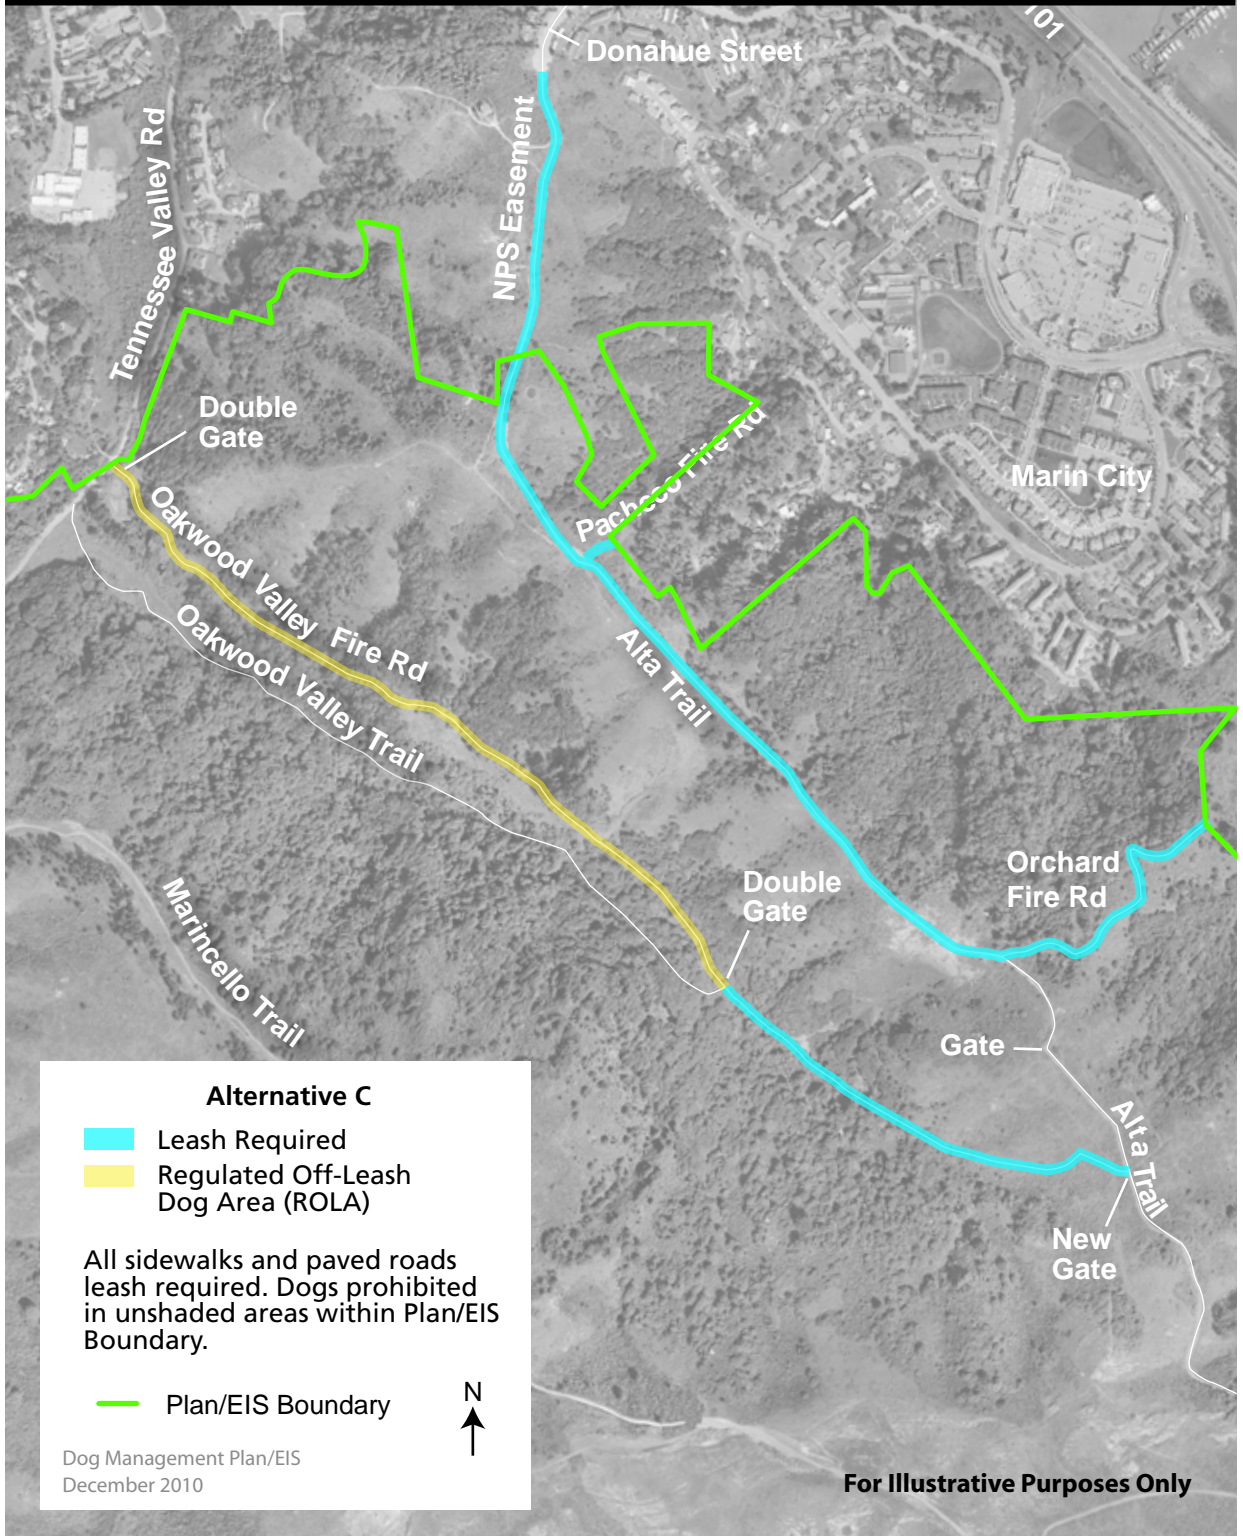 101
Donahue Street
Tennessee Valley Rd
NPS Easement
Double
Gate
Pacheco Fire Rd
Marin City
Oakwood Valley Fire Rd
Oakwood Valley Trail
Alta Trail
Orchard
Fire Rd
Double
Gate
Marincello Trail
Gate
Alta Trail
New
Gate
Alternative C
Leash Required
Regulated Off-Leash
Dog Area (ROLA)
All sidewalks and paved roads
leash required. Dogs prohibited
in unshaded areas within Plan/EIS
Boundary.
Plan/EIS Boundary
N
Dog Management Plan/EIS
December 2010
For Illustrative Purposes Only